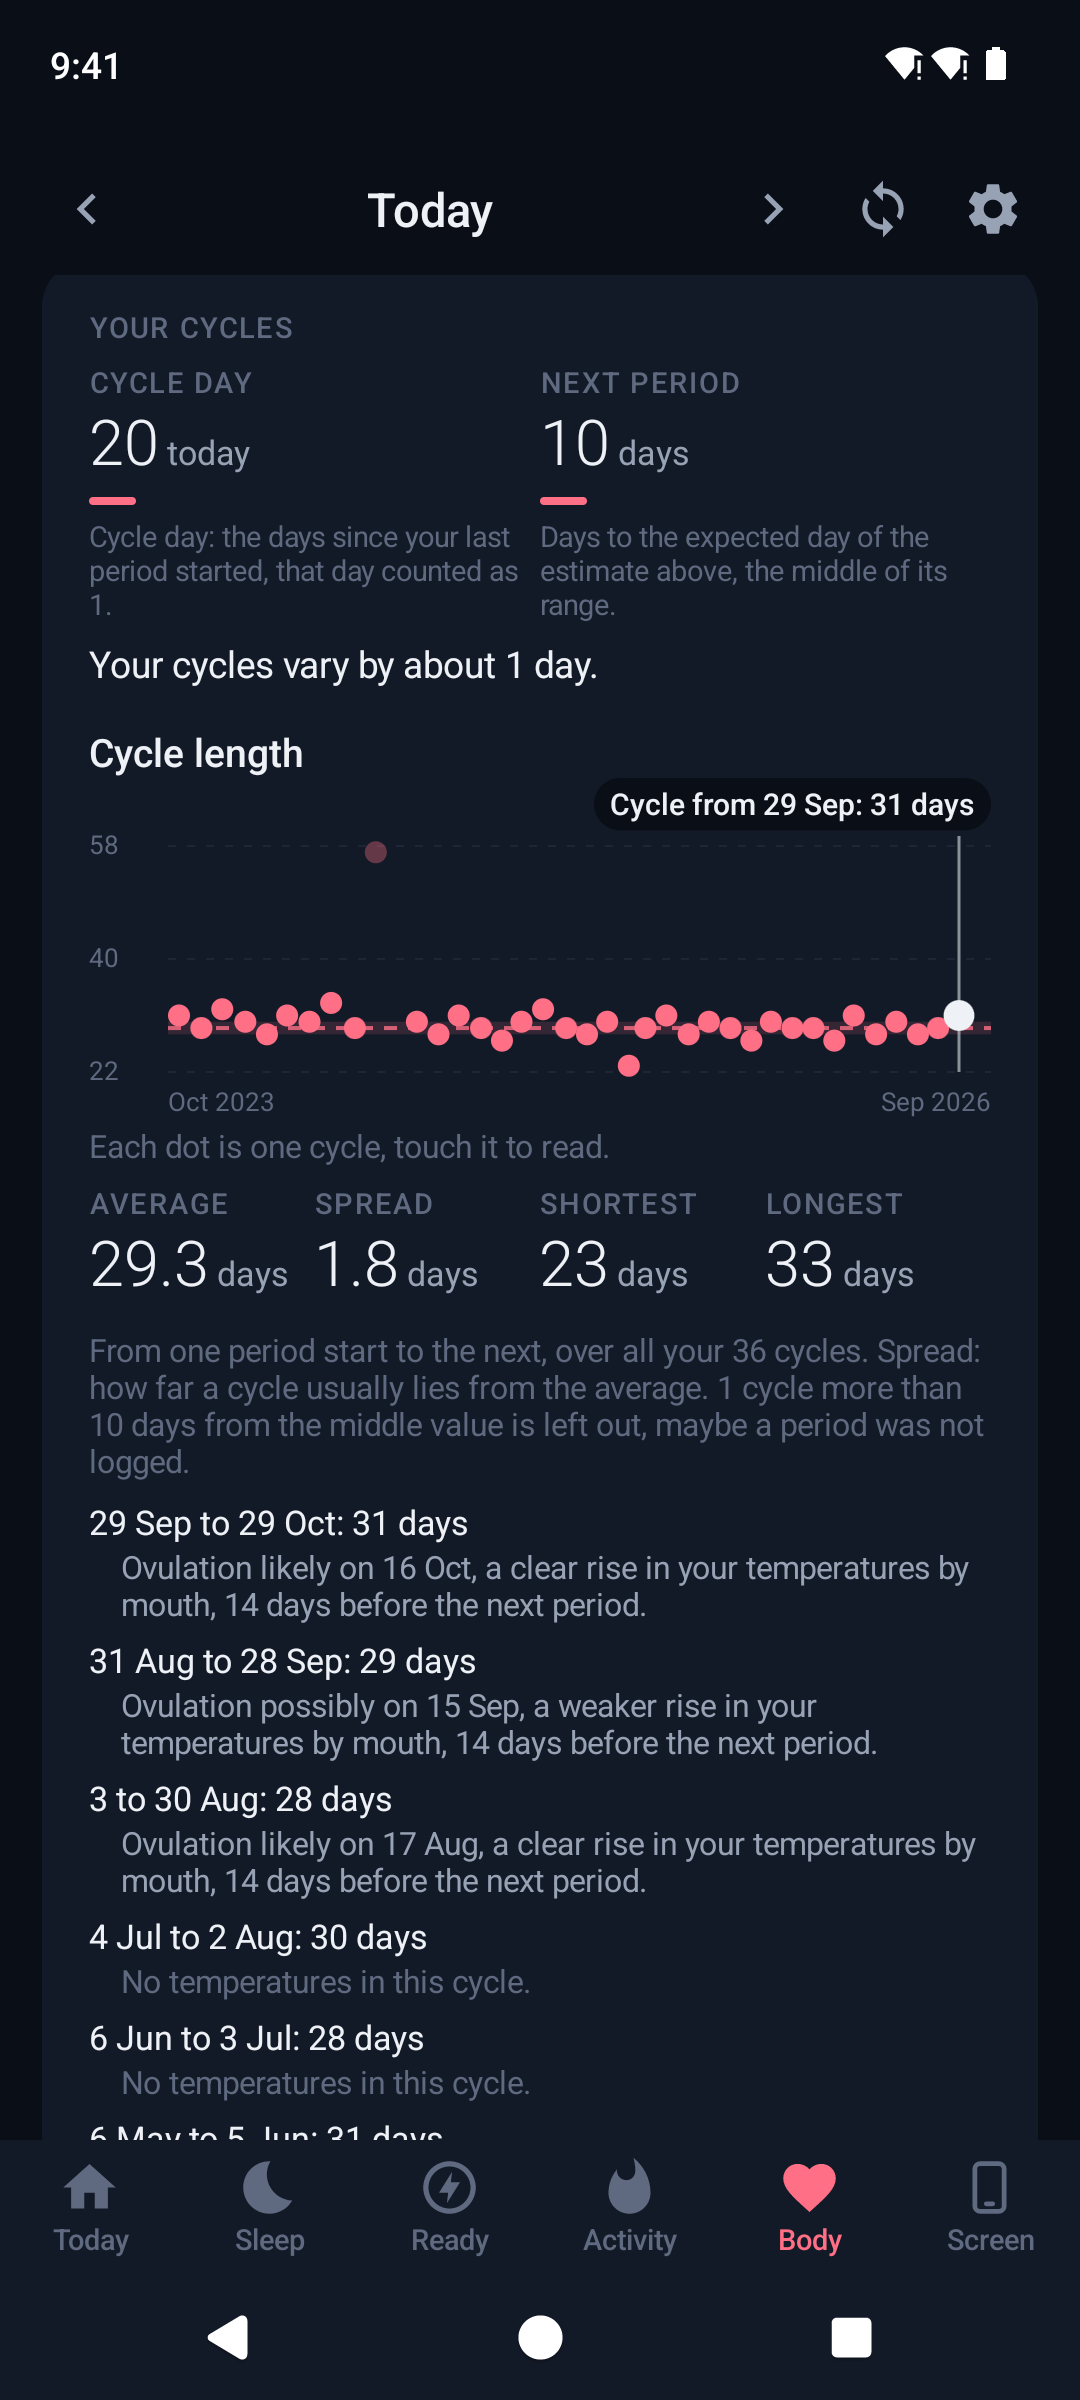 9:41
Today
YOUR CYCLES
CYCLE DAY
20 today
Cycle day: the days since your last
period started, that day counted as
1.
NEXT PERIOD
10 days
Days to the expected day of the
estimate above, the middle of its
range.
Your cycles vary by about 1 day.
Cycle length
Cycle from 29 Sep: 31 days
58
40
22
Oct 2023
Sep 2026
Each dot is one cycle, touch it to read.
AVERAGE
29.3 days
SPREAD
1.8 days
SHORTEST
23 days
LONGEST
33 days
From one period start to the next, over all your 36 cycles. Spread:
how far a cycle usually lies from the average. 1 cycle more than
10 days from the middle value is left out, maybe a period was not
logged.
29 Sep to 29 Oct: 31 days
Ovulation likely on 16 Oct, a clear rise in your temperatures by
mouth, 14 days before the next period.
31 Aug to 28 Sep: 29 days
Ovulation possibly on 15 Sep, a weaker rise in your
temperatures by mouth, 14 days before the next period.
3 to 30 Aug: 28 days
Ovulation likely on 17 Aug, a clear rise in your temperatures by
mouth, 14 days before the next period.
4 Jul to 2 Aug: 30 days
No temperatures in this cycle.
6 Jun to 3 Jul: 28 days
No temperatures in this cycle.
6 May to 5 Jun: 31 days
Today
Sleep
Ready
Activity
Body
Screen